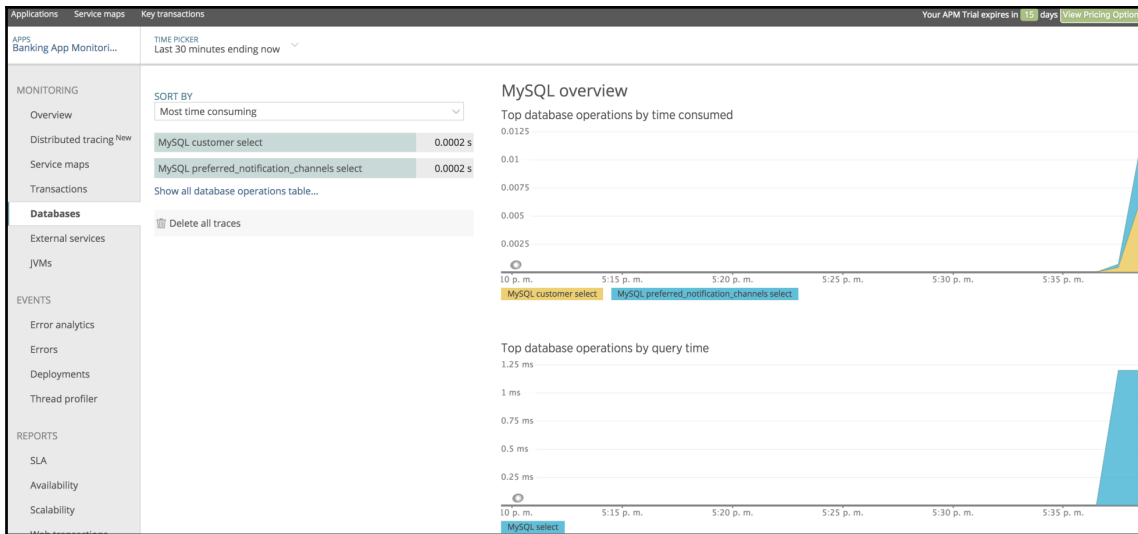 Applications Service maps Key transactions Your APM Trial expires in 15 days View Pricing Option
APPS
Banking App Monitori...
TIME PICKER
Last 30 minutes ending now
MONITORING
Overview
Distributed tracing New
Service maps
Transactions
Databases
External services
JVMs
EVENTS
Error analytics
Errors
Deployments
Thread profiler
REPORTS
SLA
Availability
Scalability
Web transactions
SORT BY
Most time consuming
MySQL customer select 0.0002 s
MySQL preferred_notification_channels select 0.0002 s
Show all database operations table...
Delete all traces
MySQL overview
Top database operations by time consumed
0.0125
0.01
0.0075
0.005
0.0025
10 p. m. 5:15 p. m. 5:20 p. m. 5:25 p. m. 5:30 p. m. 5:35 p. m.
MySQL customer select MySQL preferred_notification_channels select
Top database operations by query time
1.25 ms
1 ms
0.75 ms
0.5 ms
0.25 ms
10 p. m. 5:15 p. m. 5:20 p. m. 5:25 p. m. 5:30 p. m. 5:35 p. m.
MySQL select